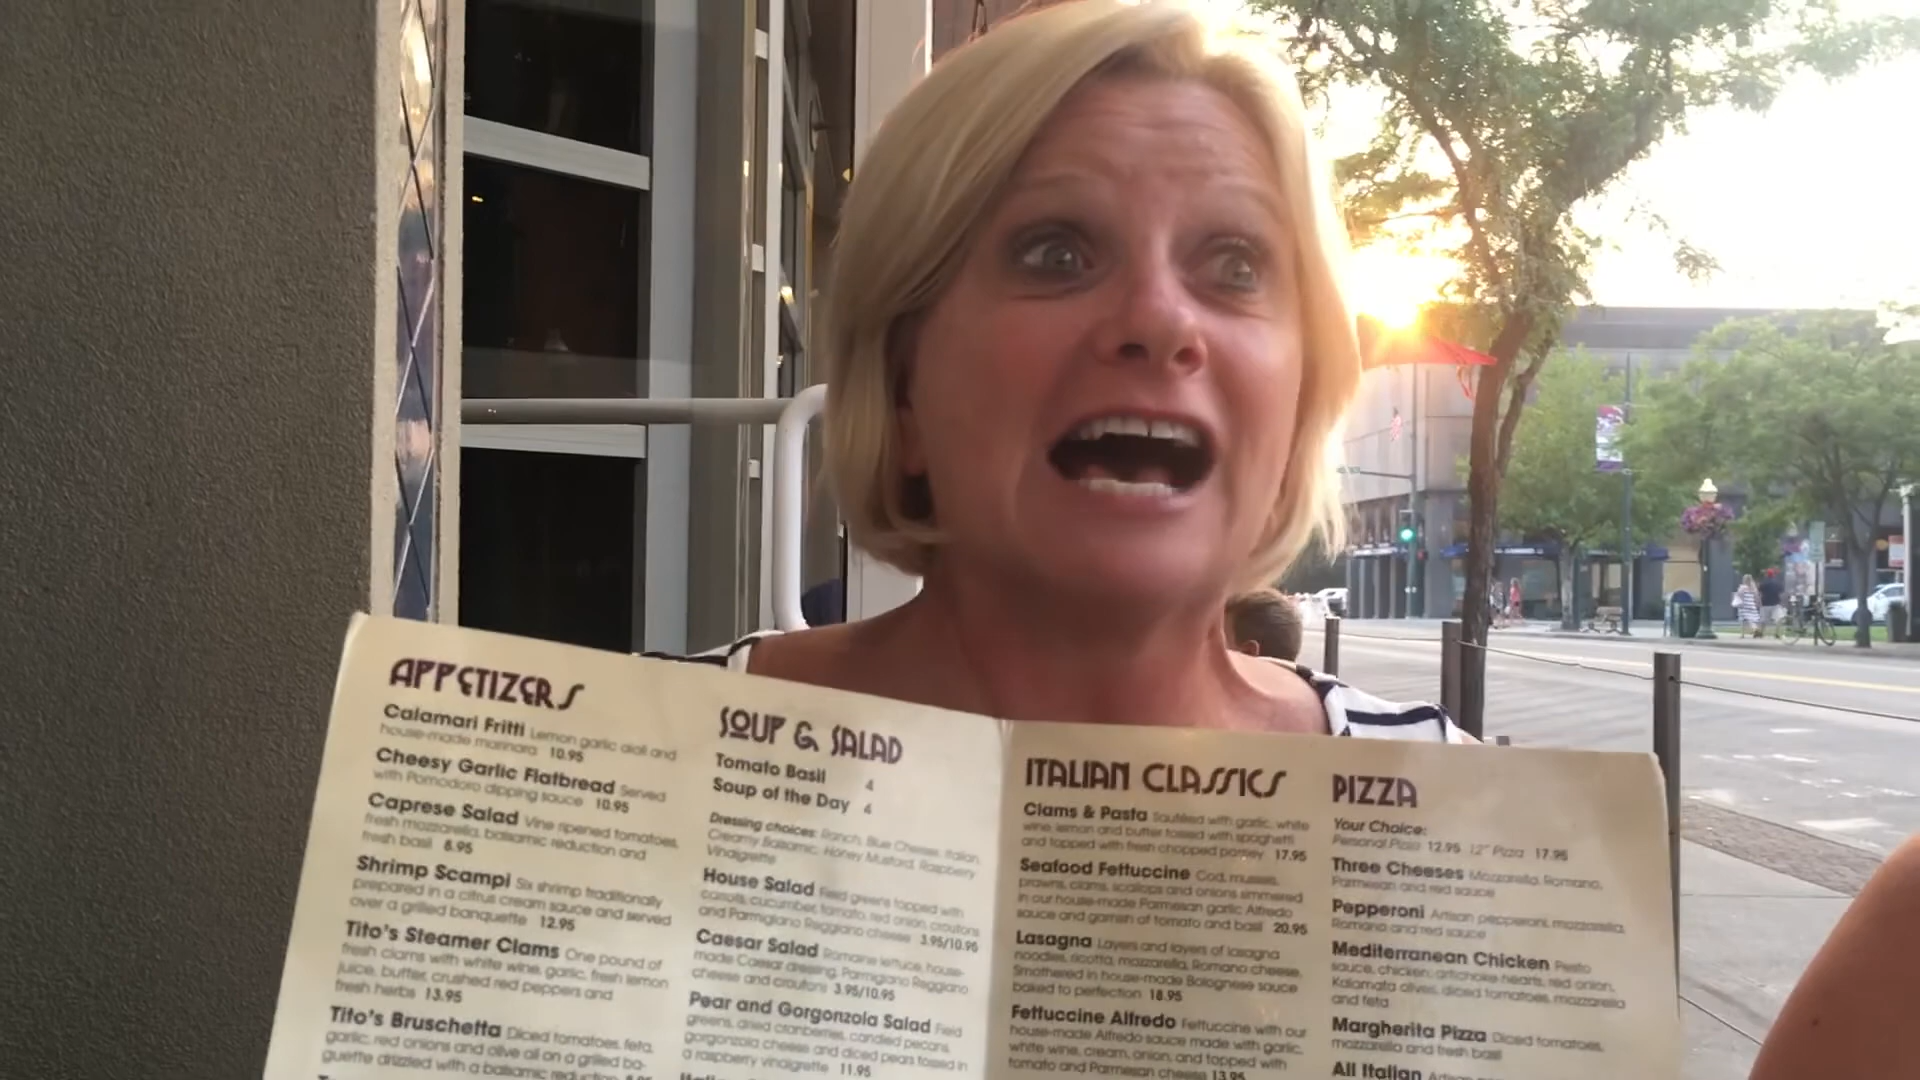 APPETIZERS
Calamari Fritti Lemon garlic aioli and
house-made marinara 10.95
Cheesy Garlic Flatbread Served
with Pomodoro dipping sauce 10.95
Caprese Salad Vine ripened tomatoes,
fresh mozzarella, balsamic reduction and
fresh basil 8.95
Shrimp Scampi Six shrimp traditionally
prepared in a citrus cream sauce and served
over a grilled banquette 12.95
Tito's Steamer Clams One pound of
fresh clams with white wine, garlic, fresh lemon
juice, butter, crushed red peppers and
fresh herbs 13.95
Tito's Bruschetta Diced tomatoes, feta,
garlic, red onions and olive oil on a grilled ba-
guette drizzled with a balsamic reduction
SOUP & SALAD
Tomato Basil 4
Soup of the Day 4
Dressing choices: Ranch, Blue Cheese, Italian,
Creamy Balsamic, Honey Mustard, Raspberry
Vinaigrette
House Salad Field greens topped with
carrots, cucumber, tomato, red onion, croutons
and Parmigiano Reggiano cheese 3.95/10.95
Caesar Salad Romaine lettuce, house-
made Caesar dressing, Parmigiano Reggiano
cheese and croutons 3.95/10.95
Pear and Gorgonzola Salad Field
greens, dried cranberries, candied pecans,
gorgonzola cheese and diced pears tossed in
a raspberry vinaigrette 11.95
ITALIAN CLASSICS
Clams & Pasta Sautéed with garlic, white
wine, lemon and butter tossed with spaghetti
and topped with fresh chopped parsley 17.95
Seafood Fettuccine Cod, mussels,
prawns, clams, scallops and onions simmered
in our house-made Parmesan garlic Alfredo
sauce and garnish of tomato and basil 20.95
Lasagna Layers and layers of lasagna
noodles, ricotta, mozzarella, Romano cheese.
Smothered in house-made Bolognese sauce
baked to perfection 18.95
Fettuccine Alfredo Fettuccine with our
house-made Alfredo sauce made with garlic,
white wine, cream, onion, and topped with
tomato and Parmesan cheese 13.95
PIZZA
Your Choice:
Personal Pizza 12.95 12" Pizza 17.95
Three Cheeses Mozzarella, Romano,
Parmesan and red sauce
Pepperoni Artisan pepperoni, mozzarella,
Romano and red sauce
Mediterranean Chicken Pesto
sauce, chicken, artichoke hearts, red onion,
Kalamata olives, diced tomatoes, mozzarella
and feta
Margherita Pizza Diced tomatoes,
mozzarella and fresh basil
All Italian Artisan